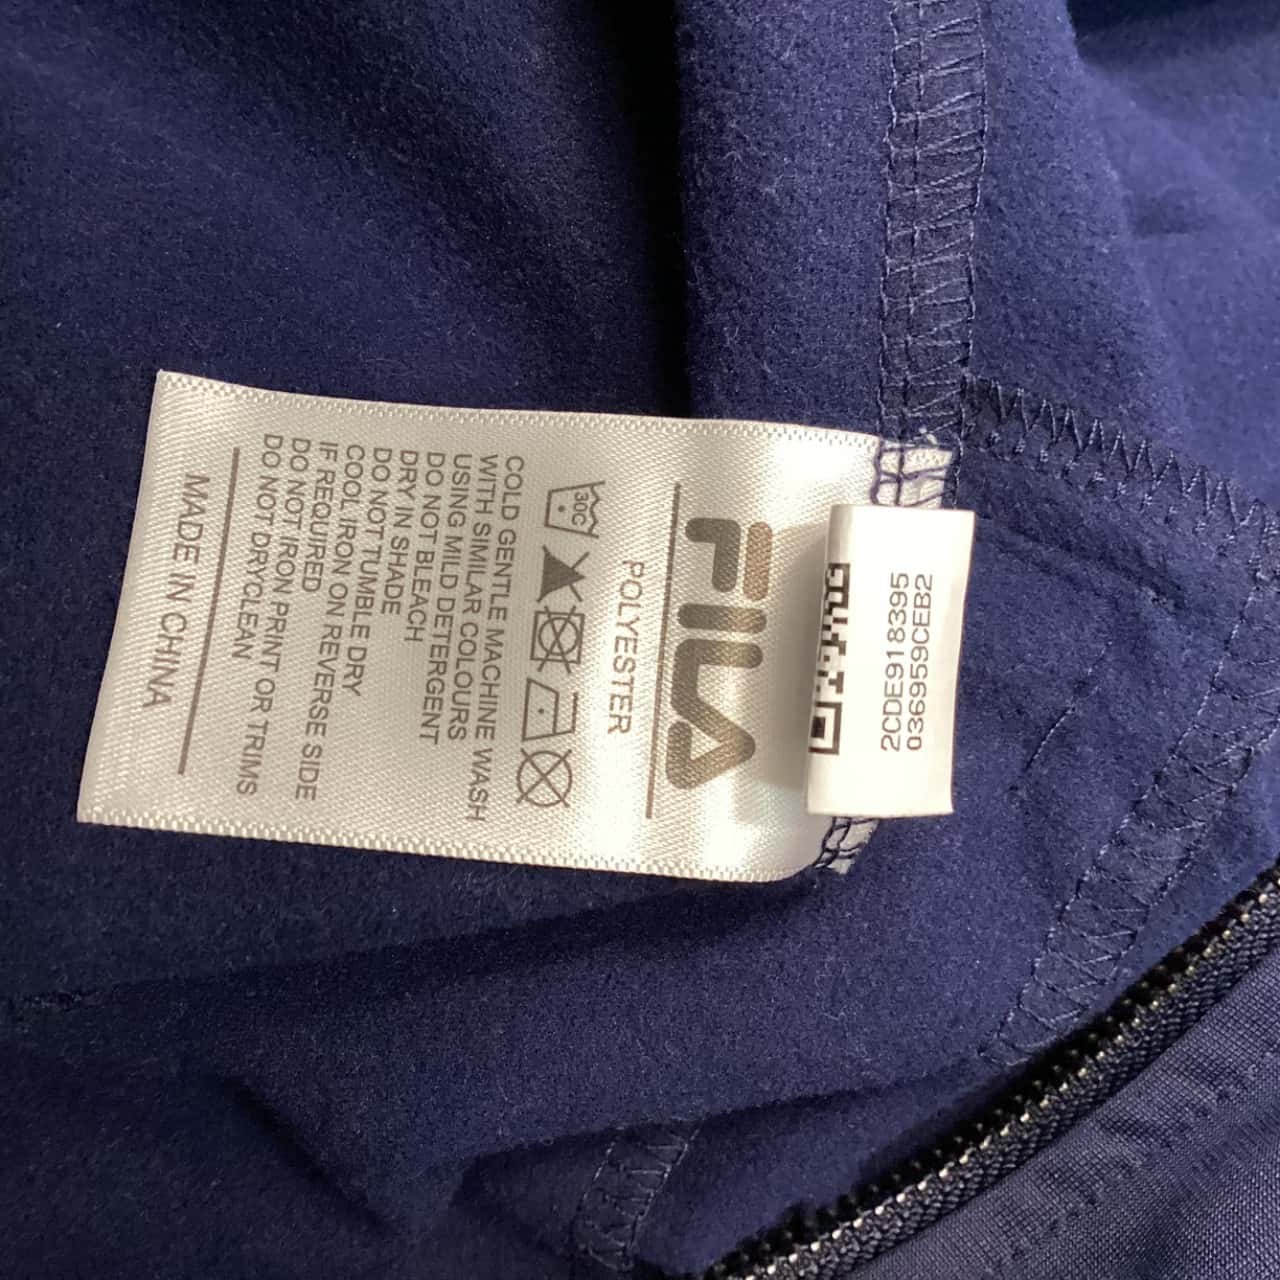 2CDE918395
036959CEB2
FILA
POLYESTER
30C
COLD GENTLE MACHINE WASH
WITH SIMILAR COLOURS
USING MILD DETERGENT
DO NOT BLEACH
DRY IN SHADE
DO NOT TUMBLE DRY
COOL IRON ON REVERSE SIDE
IF REQUIRED
DO NOT IRON PRINT OR TRIMS
DO NOT DRYCLEAN
MADE IN CHINA